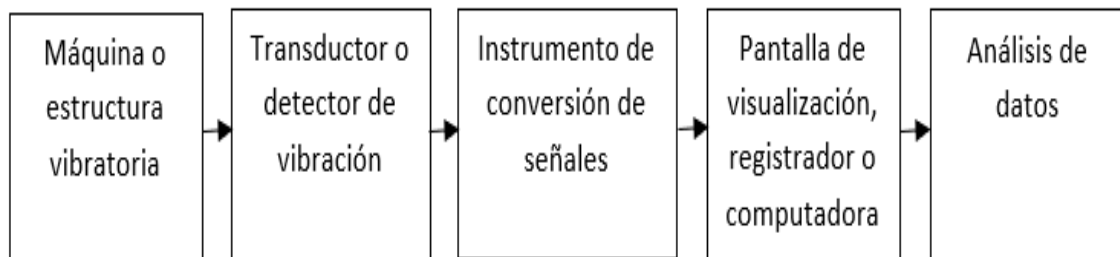 Máquina o
estructura
vibratoria
Transductor o
detector de
vibración
Instrumento de
conversión de
señales
Pantalla de
visualización,
registrador o
computadora
Análisis de
datos